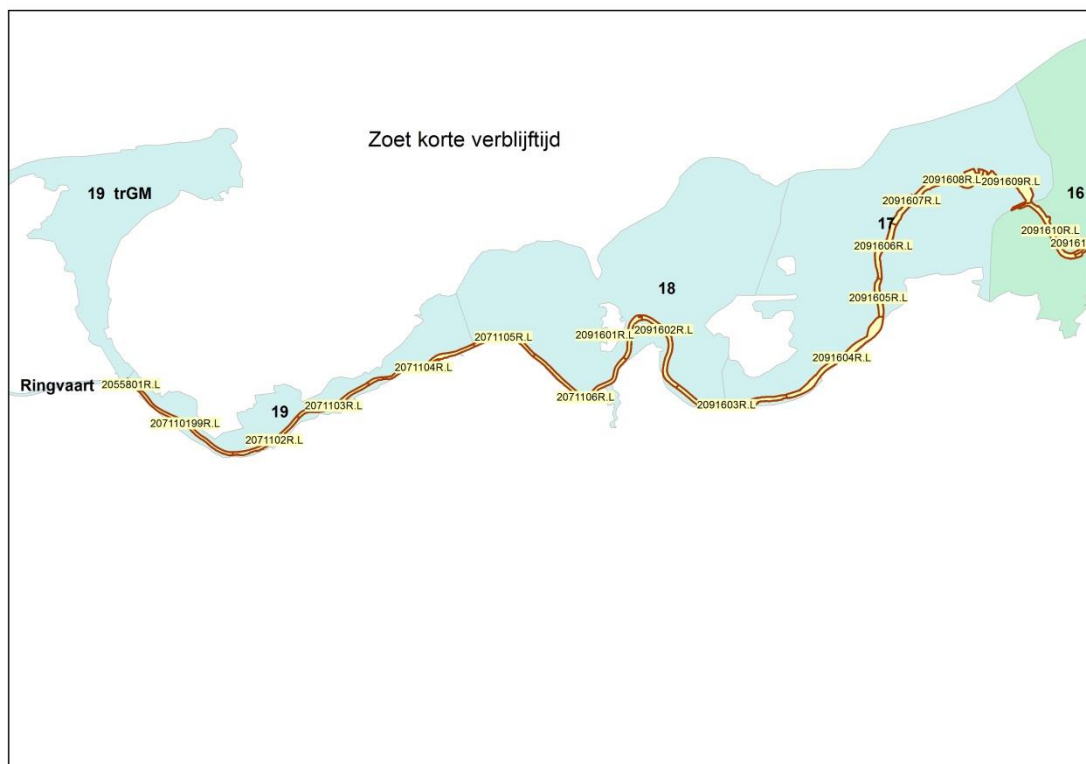 Zoet korte verblijftijd
19 trGM
16
2091608R.L
2091609R.L
2091607R.L
17
2091610R.L
209161
2091606R.L
18
2091605R.L
2091601R.L
2091602R.L
2071105R.L
2091604R.L
2071104R.L
Ringvaart
2055801R.L
2071106R.L
2091603R.L
2071103R.L
19
207110199R.L
2071102R.L